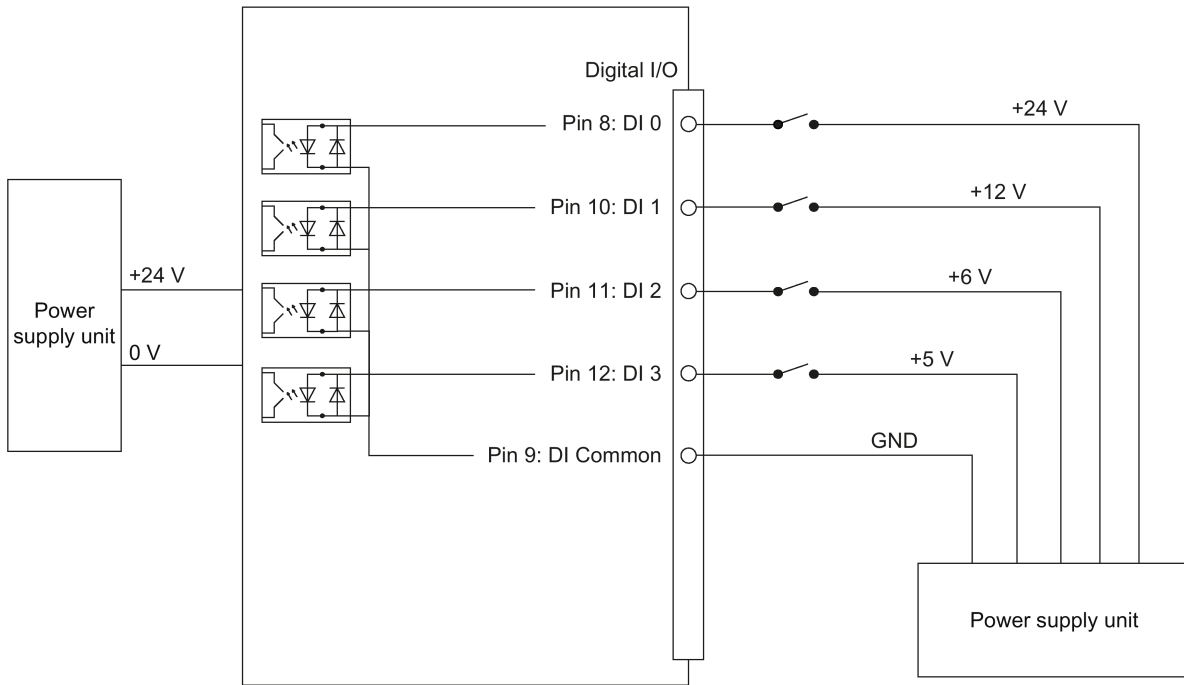 Digital I/O
Pin 8: DI 0
+24 V
Pin 10: DI 1
+12 V
+24 V
Pin 11: DI 2
+6 V
Power
supply unit
0 V
Pin 12: DI 3
+5 V
Pin 9: DI Common
GND
Power supply unit